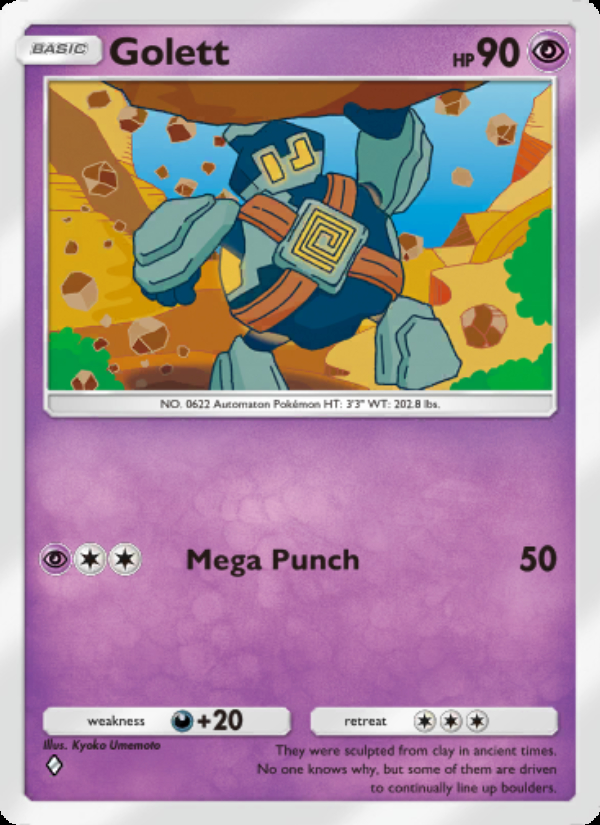 BASIC Golett HP 90
NO. 0622 Automaton Pokémon HT: 3'3" WT: 202.8 lbs.
Mega Punch 50
weakness +20 retreat
Illus. Kyoko Umemoto
They were sculpted from clay in ancient times.
No one knows why, but some of them are driven
to continually line up boulders.